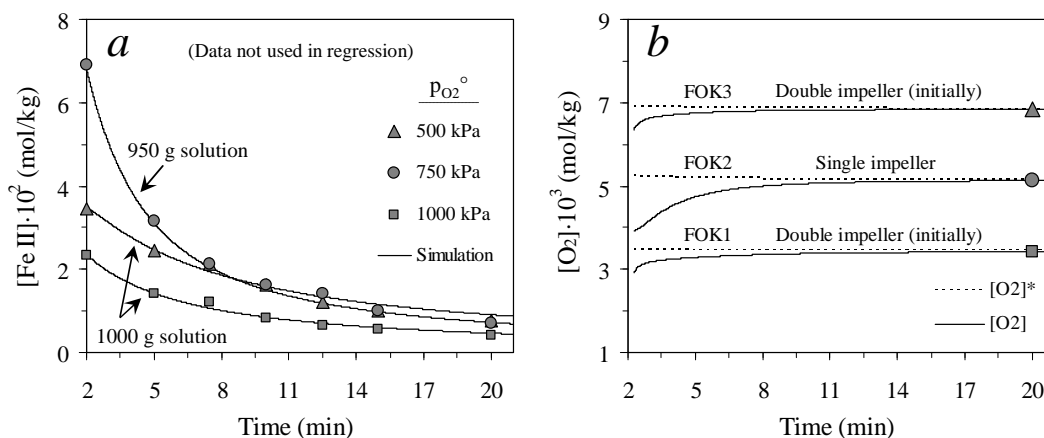 a
(Data not used in regression)
pO2°
500 kPa
750 kPa
1000 kPa
Simulation
950 g solution
1000 g solution
8
6
4
2
0
[Fe II]·10² (mol/kg)
2 5 8 11 14 17 20
Time (min)
b
FOK3 Double impeller (initially)
FOK2 Single impeller
FOK1 Double impeller (initially)
[O2]*
[O2]
9
7
5
3
1
[O₂]·10³ (mol/kg)
2 5 8 11 14 17 20
Time (min)